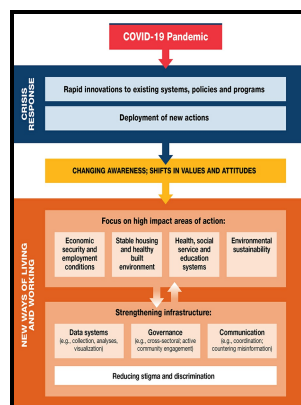 COVID-19 Pandemic
CRISIS
RESPONSE
Rapid innovations to existing systems, policies and programs
Deployment of new actions
CHANGING AWARENESS; SHIFTS IN VALUES AND ATTITUDES
NEW WAYS OF LIVING
AND WORKING
Focus on high impact areas of action:
Economic
security and
employment
conditions
Stable housing
and healthy
built
environment
Health, social
service and
education
systems
Environmental
sustainability
Strengthening infrastructure:
Data systems
(e.g., collection, analyses,
visualization)
Governance
(e.g., cross-sectoral; active
community engagement)
Communication
(e.g., coordination;
countering misinformation)
Reducing stigma and discrimination